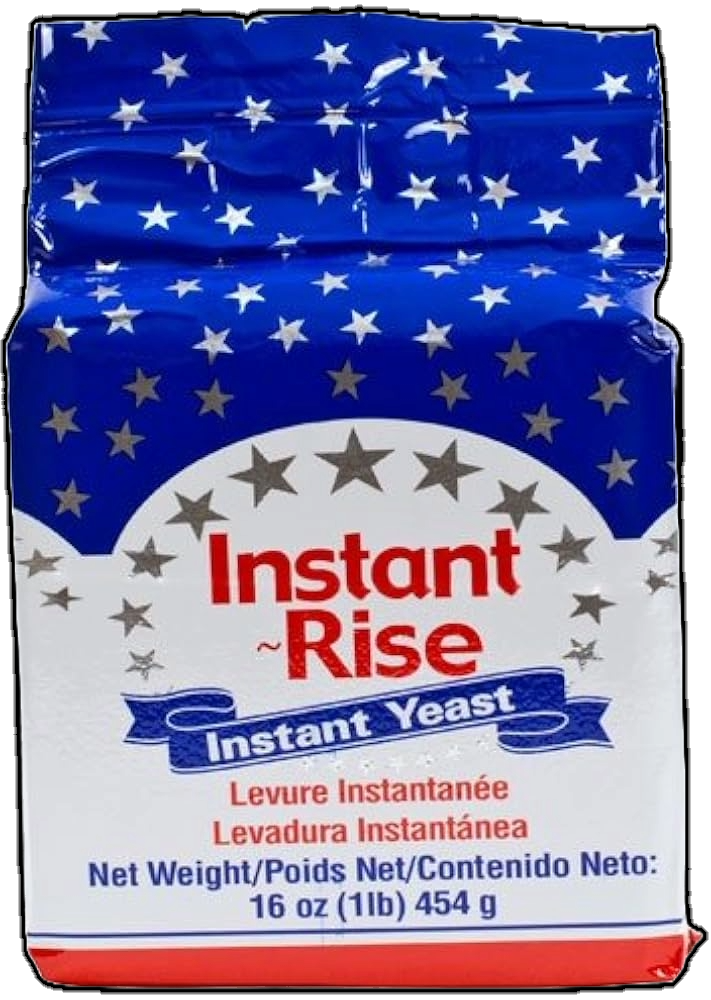 Instant
~Rise
Instant Yeast
Levure Instantanée
Levadura Instantánea
Net Weight/Poids Net/Contenido Neto:
16 oz (1lb) 454 g